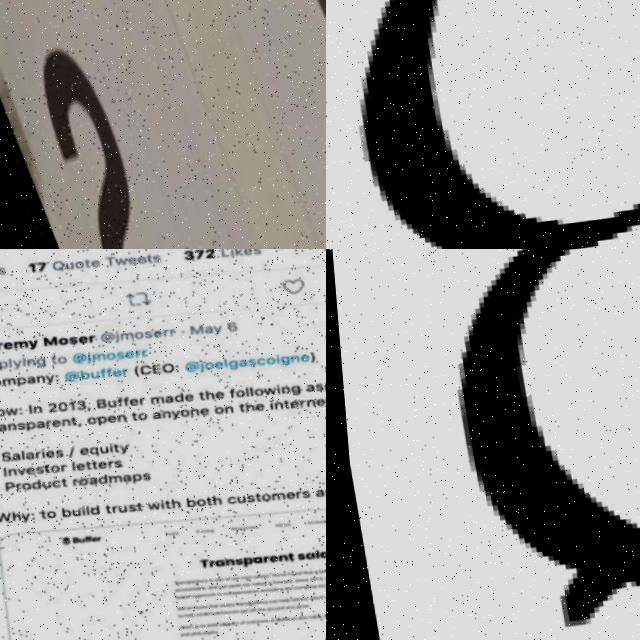 ?
17 Quote Tweets 372 Likes
remy Moser @jmoserr · May 6
plying to @jmoserr
mpany: @buffer (CEO: @joelgascoigne)
ow: In 2013, Buffer made the following as
ansparent, open to anyone on the interne
Salaries / equity
Investor letters
Product roadmaps
Why: to build trust with both customers a
Buffer
Transparent